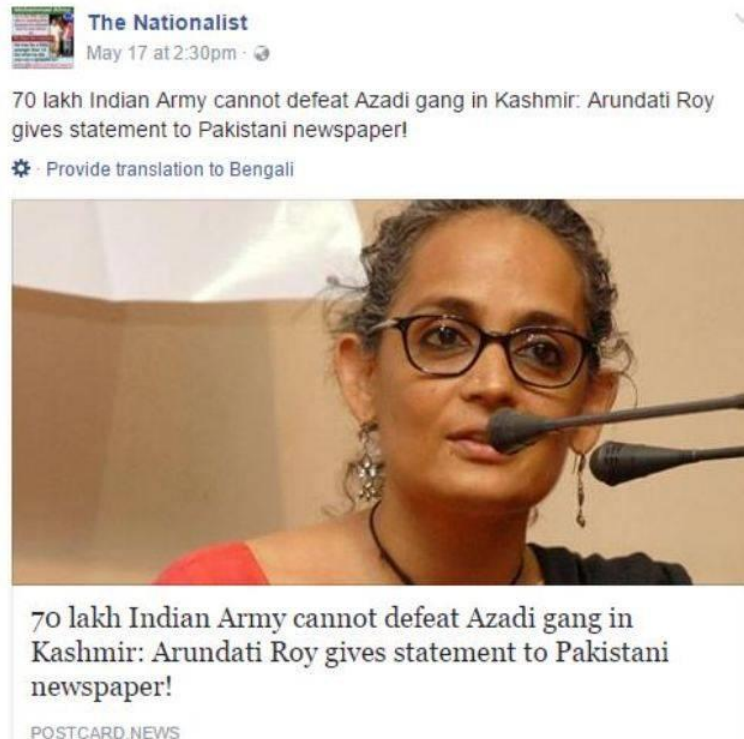 The Nationalist
May 17 at 2:30pm ·
70 lakh Indian Army cannot defeat Azadi gang in Kashmir: Arundati Roy
gives statement to Pakistani newspaper!
· Provide translation to Bengali
70 lakh Indian Army cannot defeat Azadi gang in
Kashmir: Arundati Roy gives statement to Pakistani
newspaper!
POSTCARD.NEWS